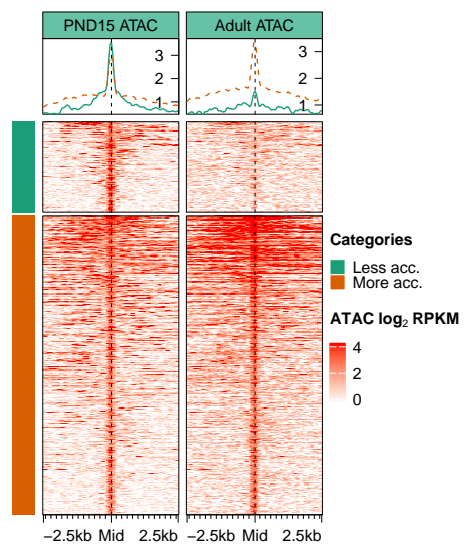 PND15 ATAC Adult ATAC
3 3
2 2
1 1
Categories
Less acc.
More acc.
ATAC log₂ RPKM
4
2
0
−2.5kb Mid 2.5kb −2.5kb Mid 2.5kb